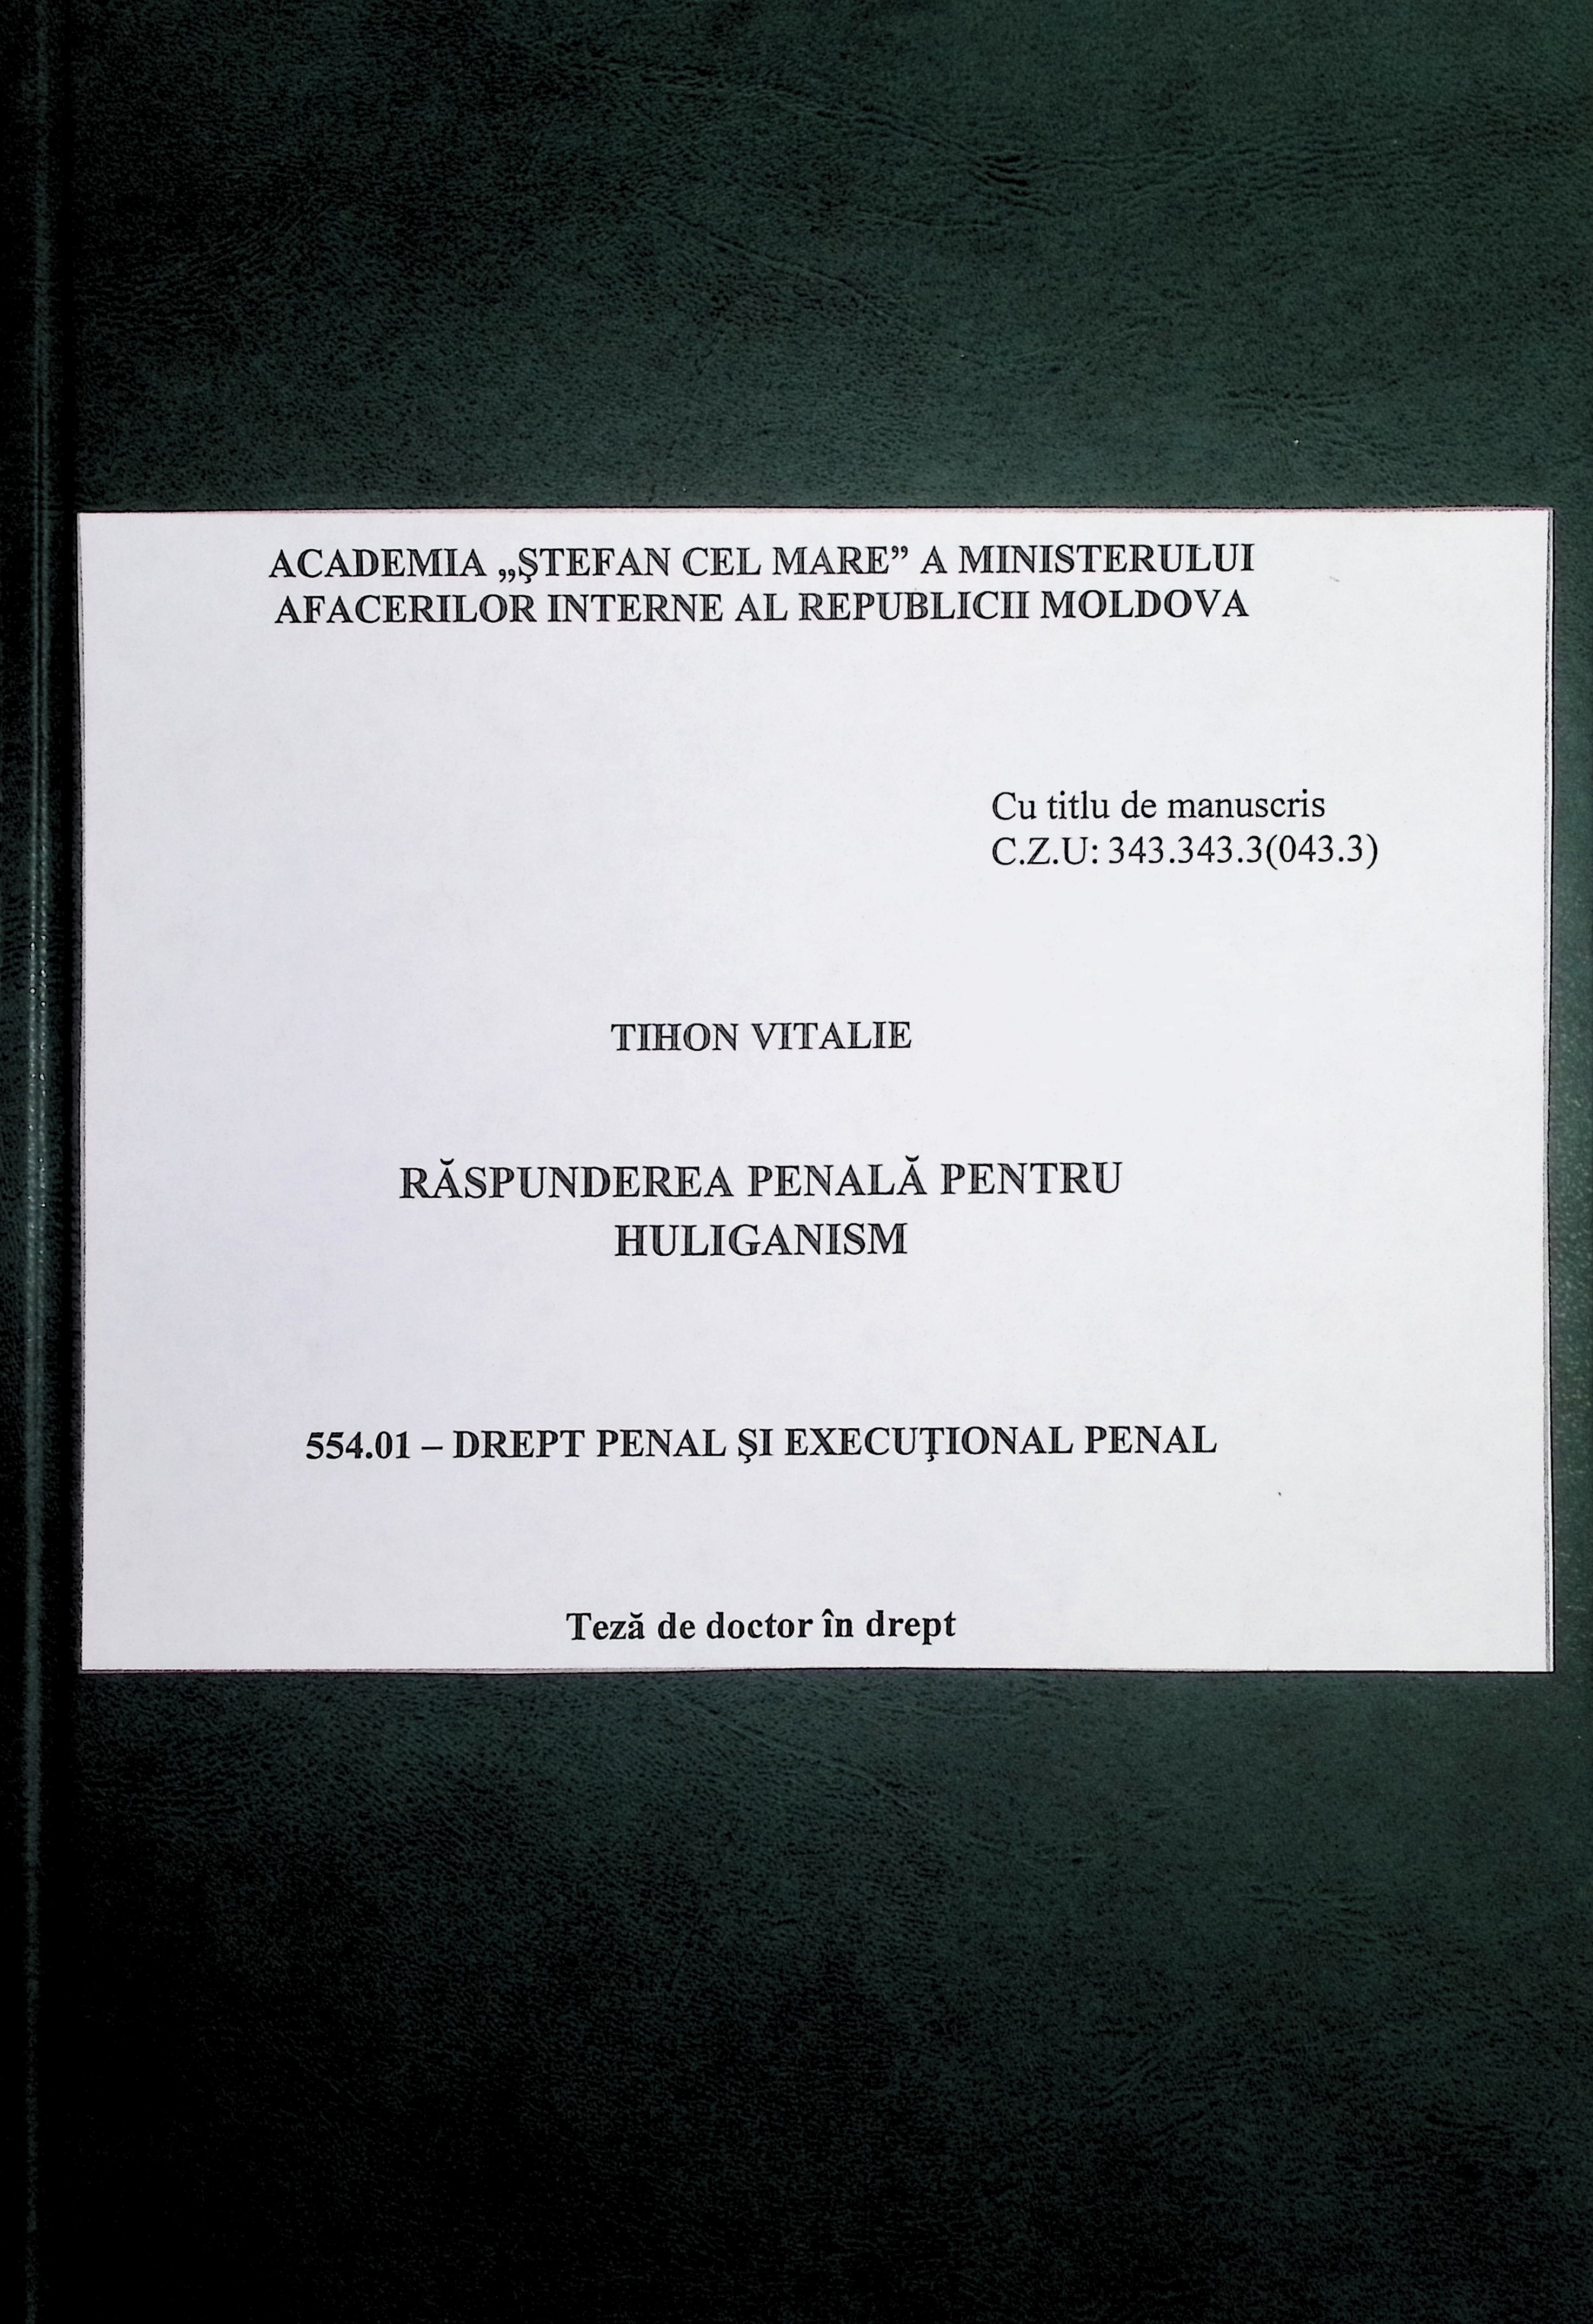 ACADEMIA „ŞTEFAN CEL MARE” A MINISTERULUI
AFACERILOR INTERNE AL REPUBLICII MOLDOVA
Cu titlu de manuscris
C.Z.U: 343.343.3(043.3)
TIHON VITALIE
RĂSPUNDEREA PENALĂ PENTRU
HULIGANISM
554.01 – DREPT PENAL ŞI EXECUŢIONAL PENAL
Teză de doctor în drept